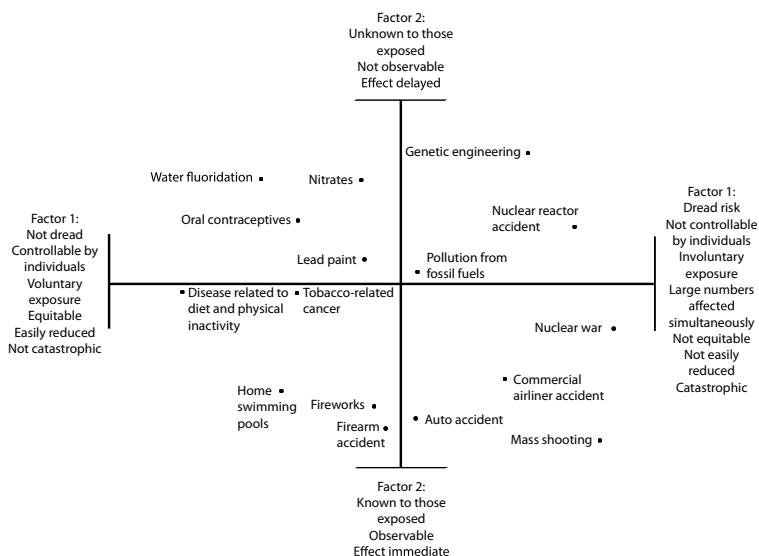 Factor 2:
Unknown to those
exposed
Not observable
Effect delayed
Genetic engineering
Water fluoridation
Nitrates
Oral contraceptives
Nuclear reactor
accident
Factor 1:
Dread risk
Not controllable
by individuals
Involuntary
exposure
Large numbers
affected
simultaneously
Not equitable
Not easily
reduced
Catastrophic
Factor 1:
Not dread
Controllable by
individuals
Voluntary
exposure
Equitable
Easily reduced
Not catastrophic
Lead paint
Pollution from
fossil fuels
Disease related to
diet and physical
inactivity
Tobacco-related
cancer
Nuclear war
Commercial
airliner accident
Home
swimming
pools
Fireworks
Firearm
accident
Auto accident
Mass shooting
Factor 2:
Known to those
exposed
Observable
Effect immediate